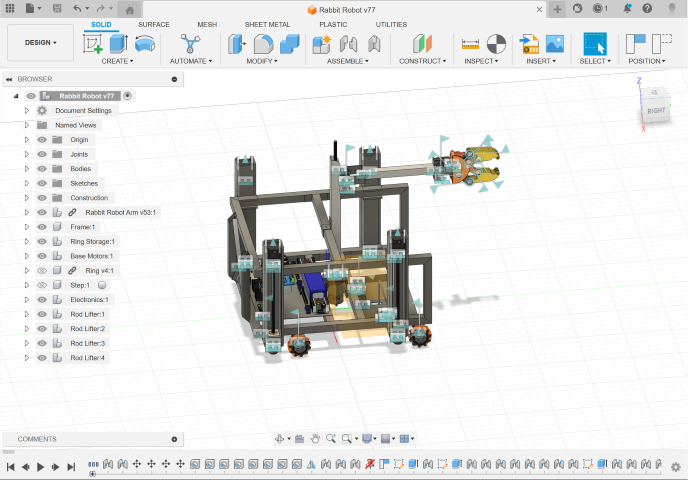 Rabbit Robot v77
1
SOLID SURFACE MESH SHEET METAL PLASTIC UTILITIES
DESIGN
CREATE AUTOMATE MODIFY ASSEMBLE CONSTRUCT INSPECT INSERT SELECT POSITION
BROWSER
Rabbit Robot v77
Document Settings
Named Views
Origin
Joints
Bodies
Sketches
Construction
Rabbit Robot Arm v53:1
Frame:1
Ring Storage:1
Base Motors:1
Ring v4:1
Step:1
Electronics:1
Rod Lifter:1
Rod Lifter:2
Rod Lifter:3
Rod Lifter:4
Z
RIGHT
X
COMMENTS